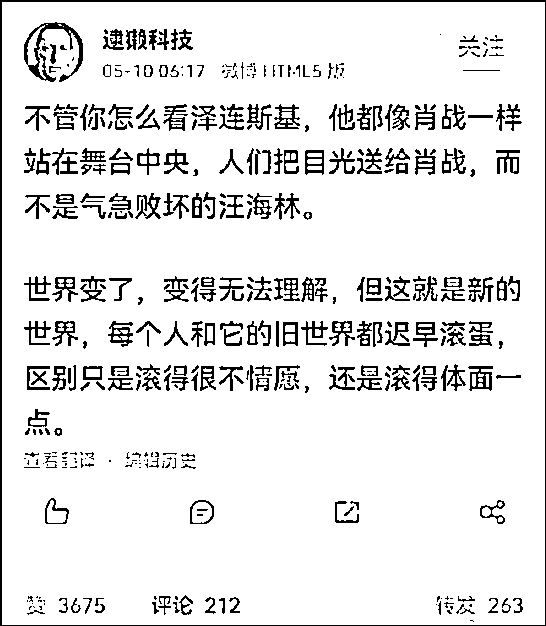 逮虾科技
关注
05-10 06:17 微博 HTML5 版
不管你怎么看泽连斯基，他都像肖战一样
站在舞台中央，人们把目光送给肖战，而
不是气急败坏的汪海林。
世界变了，变得无法理解，但这就是新的
世界，每个人和它的旧世界都迟早滚蛋，
区别只是滚得很不情愿，还是滚得体面一
点。
查看翻译 · 编辑历史
赞 3675 评论 212 转发 263